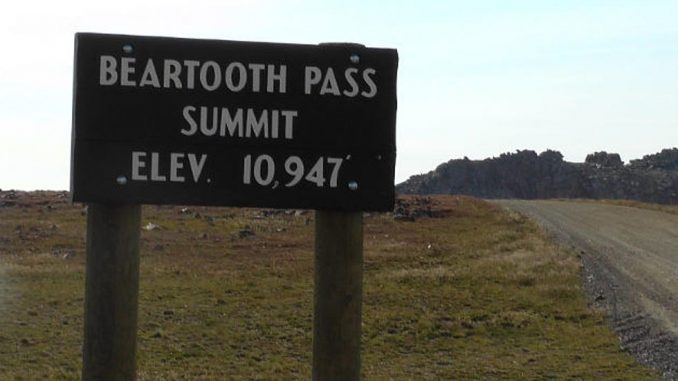 BEARTOOTH PASS
SUMMIT
ELEV. 10,947'